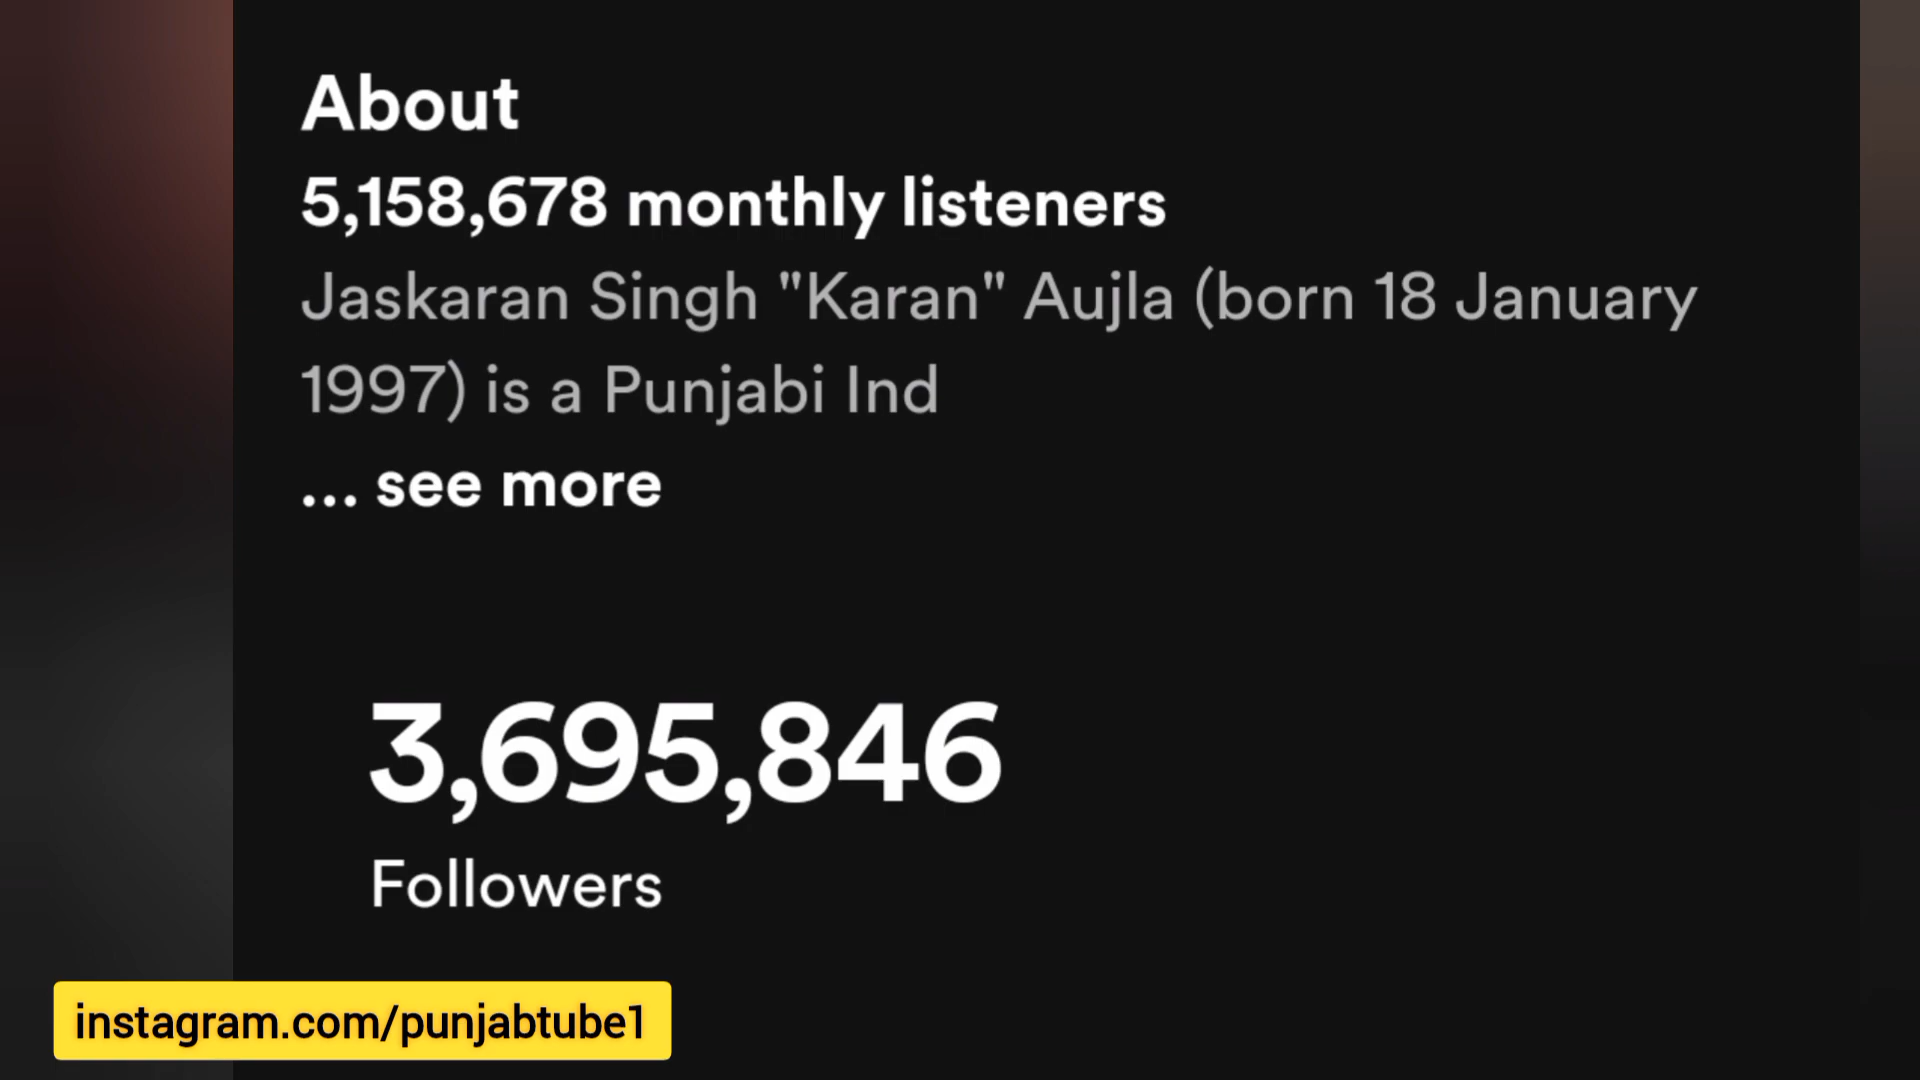 About
5,158,678 monthly listeners
Jaskaran Singh "Karan" Aujla (born 18 January
1997) is a Punjabi Ind
... see more
3,695,846
Followers
instagram.com/punjabtube1